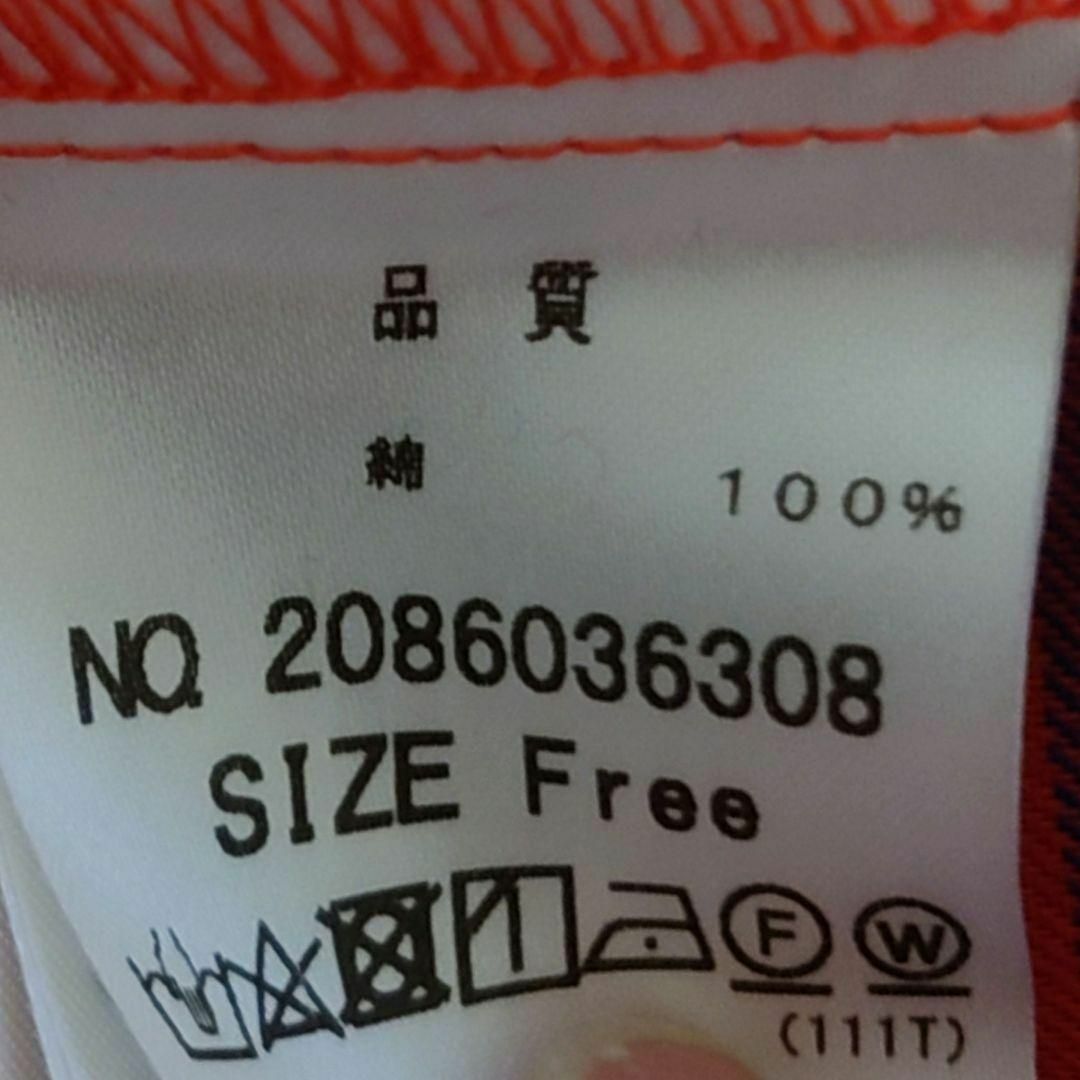 品 質
綿 100%
NO. 2086036308
SIZE Free
F W
(111T)